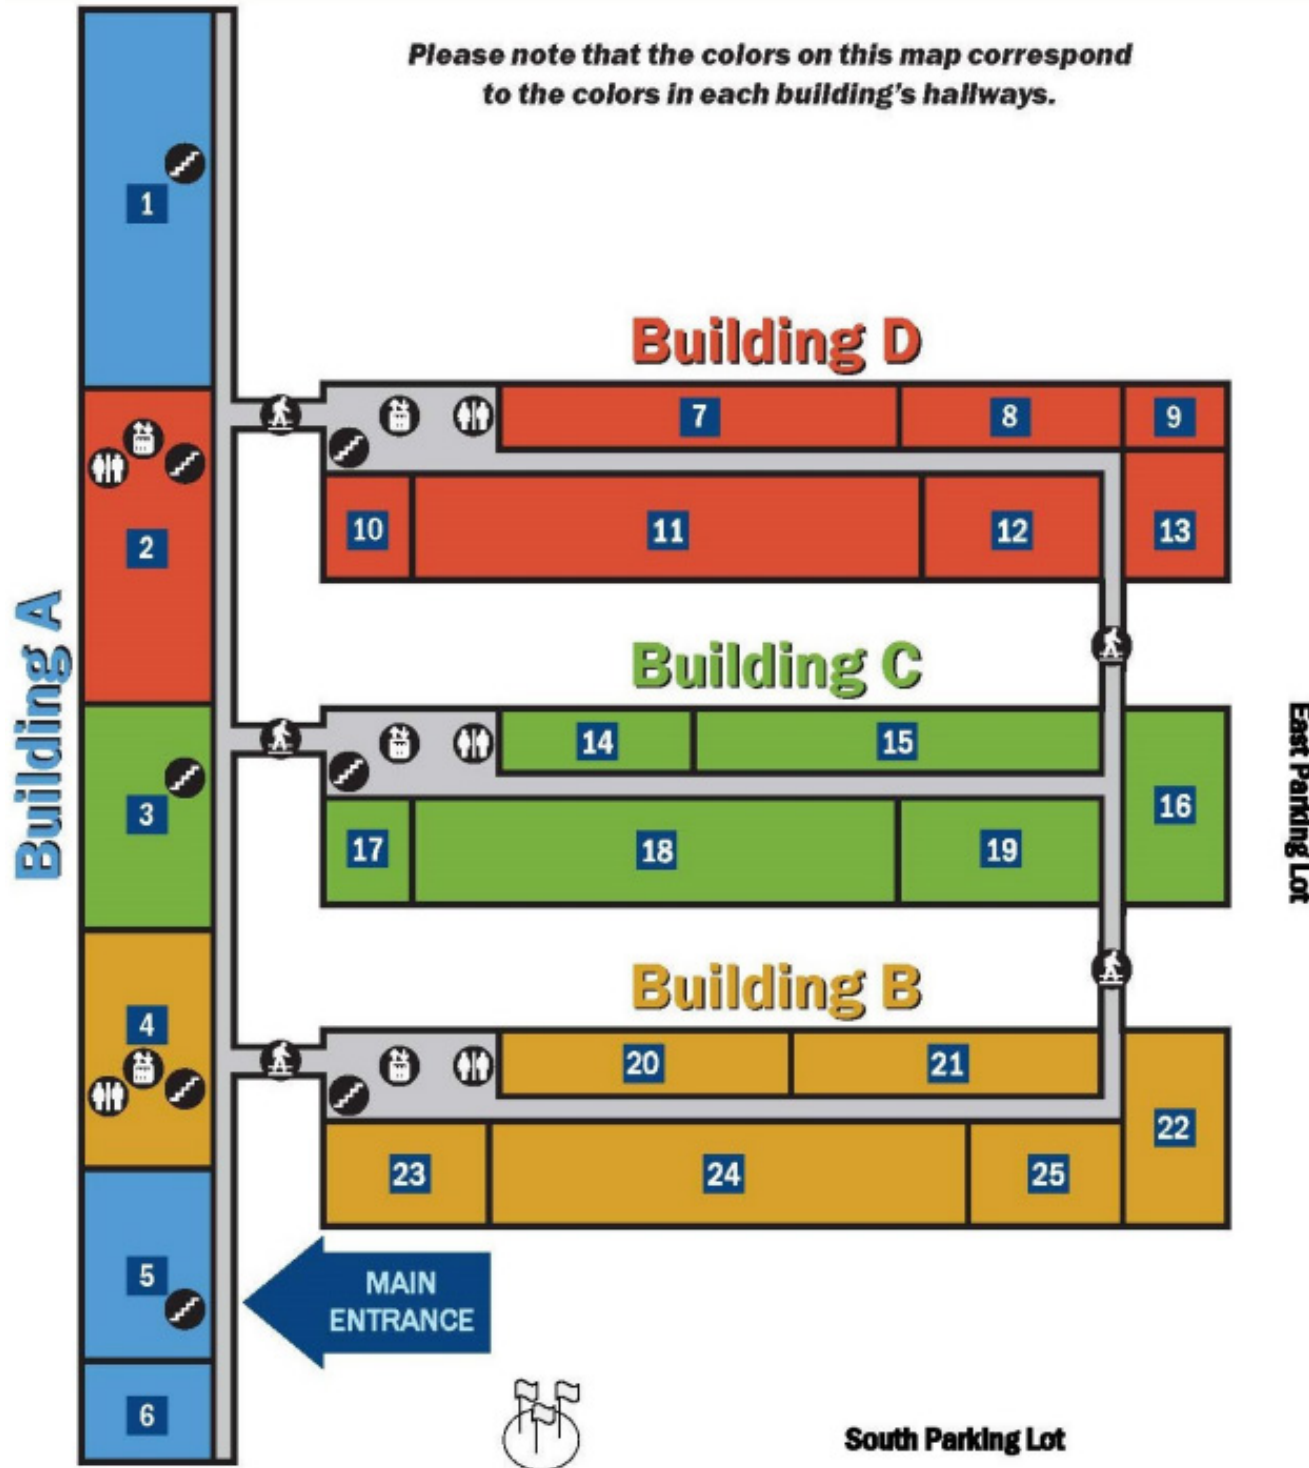 Please note that the colors on this map correspond
to the colors in each building's hallways.
1
Building D
7
8
9
2
10
11
12
13
Building A
Building C
14
15
3
16
East Parking Lot
17
18
19
Building B
4
20
21
22
23
24
25
5
MAIN
ENTRANCE
6
South Parking Lot